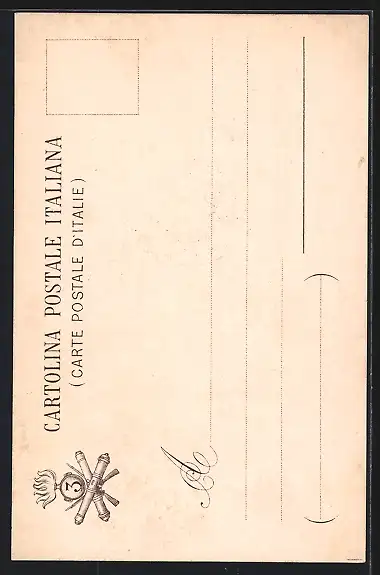 CARTOLINA POSTALE ITALIANA
(CARTE POSTALE D'ITALIE)
3
A